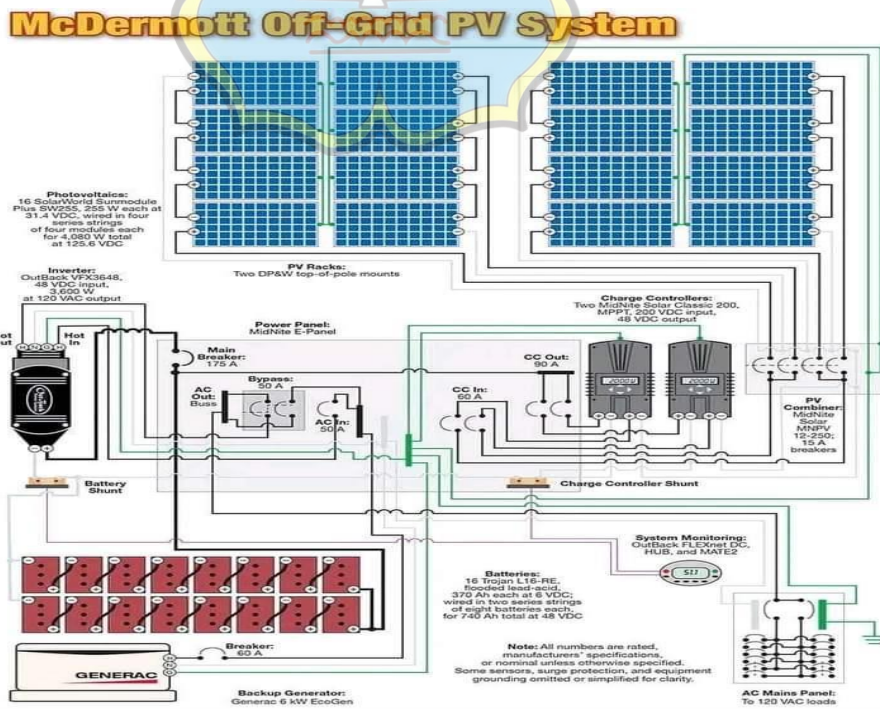 McDermott Off-Grid PV System
Photovoltaics:
16 SolarWorld Sunmodule
Plus SW255, 255 W each at
31.4 VDC, wired in four
series strings
of four modules each
for 4,080 W total
at 125.6 VDC
PV Racks:
Two DP&W top-of-pole mounts
Inverter:
OutBack VFX3648,
48 VDC input,
3,600 W
at 120 VAC output
Charge Controllers:
Two MidNite Solar Classic 200,
MPPT, 200 VDC input,
48 VDC output
Power Panel:
MidNite E-Panel
Hot
In
H N G H
Main
Breaker:
175 A
CC Out:
90 A
Bypass:
50 A
AC
Out:
Buss
AC In:
50 A
CC In:
60 A
PV
Combiner:
MidNite
Solar
MNPV
12-250;
15 A
breakers
Battery
Shunt
Charge Controller Shunt
System Monitoring:
OutBack FLEXnet DC,
HUB, and MATE2
Batteries:
16 Trojan L16-RE,
flooded lead-acid,
370 Ah each at 6 VDC;
wired in two series strings
of eight batteries each,
for 740 Ah total at 48 VDC
Breaker:
60 A
GENERAC
Backup Generator:
Generac 6 kW EcoGen
Note: All numbers are rated,
manufacturers' specifications,
or nominal unless otherwise specified.
Some sensors, surge protection, and equipment
grounding omitted or simplified for clarity.
AC Mains Panel:
To 120 VAC loads